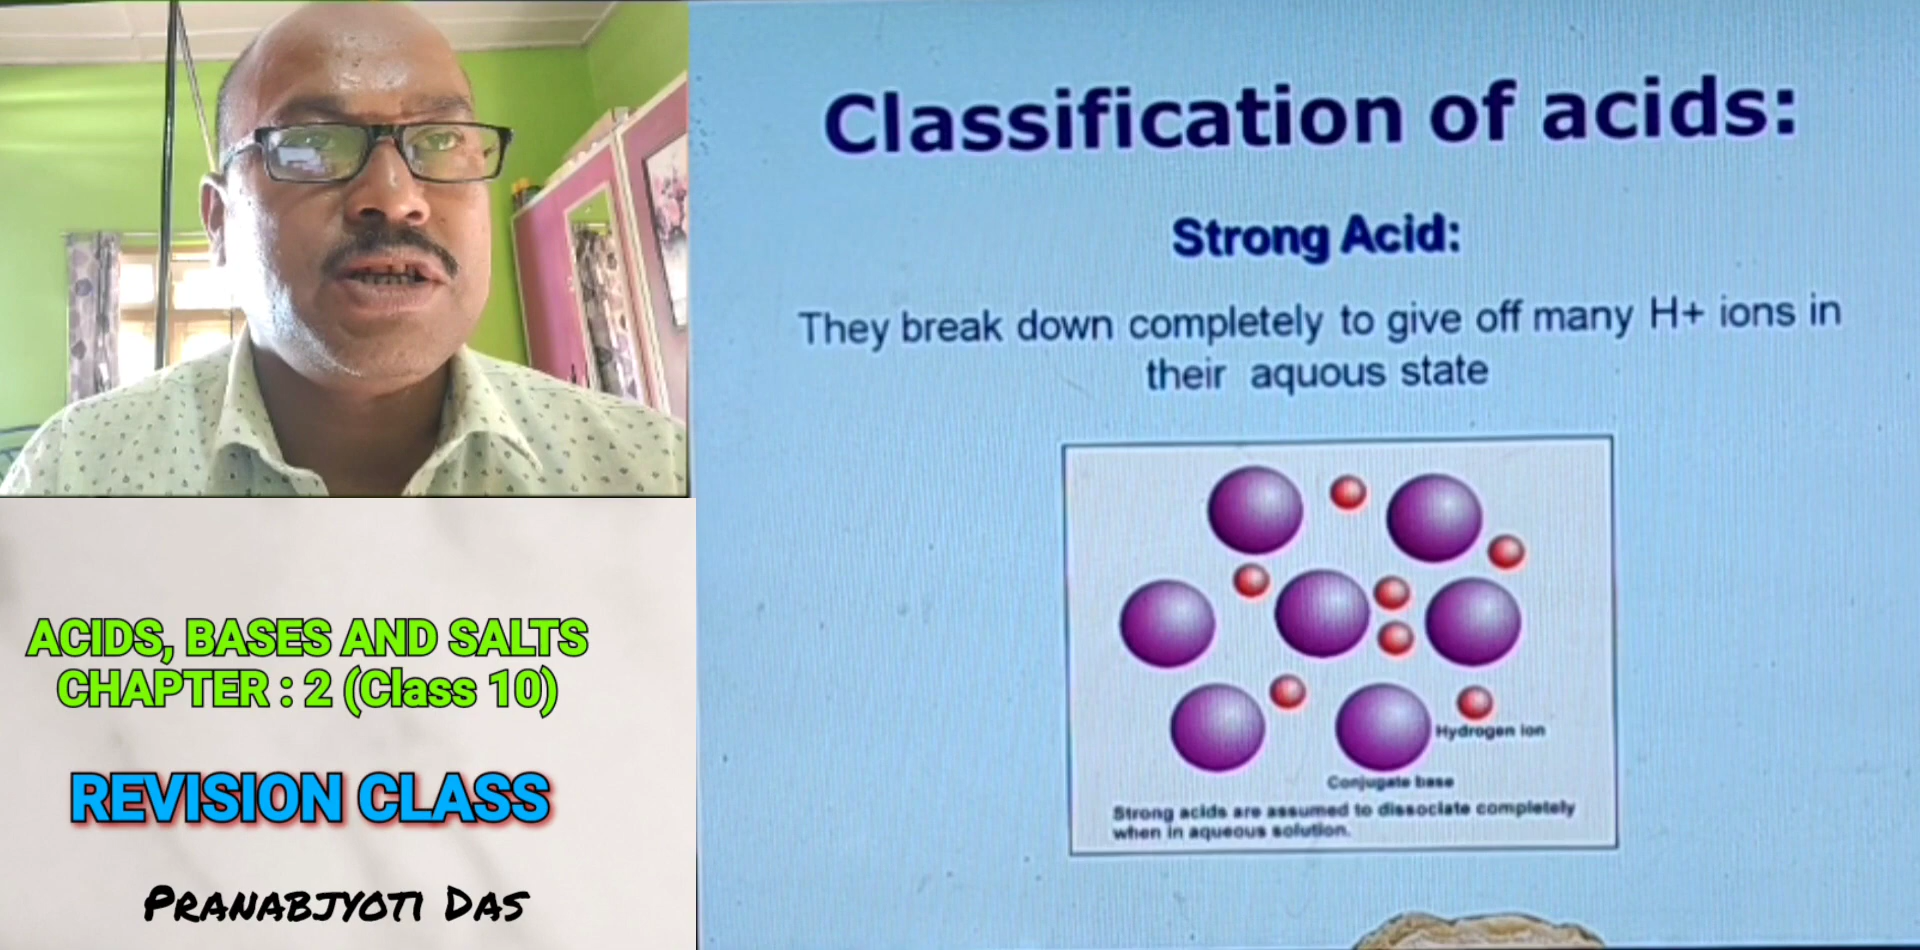 Classification of acids:
Strong Acid:
They break down completely to give off many H+ ions in
their aquous state
Hydrogen ion
Conjugate base
Strong acids are assumed to dissociate completely
when in aqueous solution.
ACIDS, BASES AND SALTS
CHAPTER : 2 (Class 10)
REVISION CLASS
PRANABJYOTI DAS